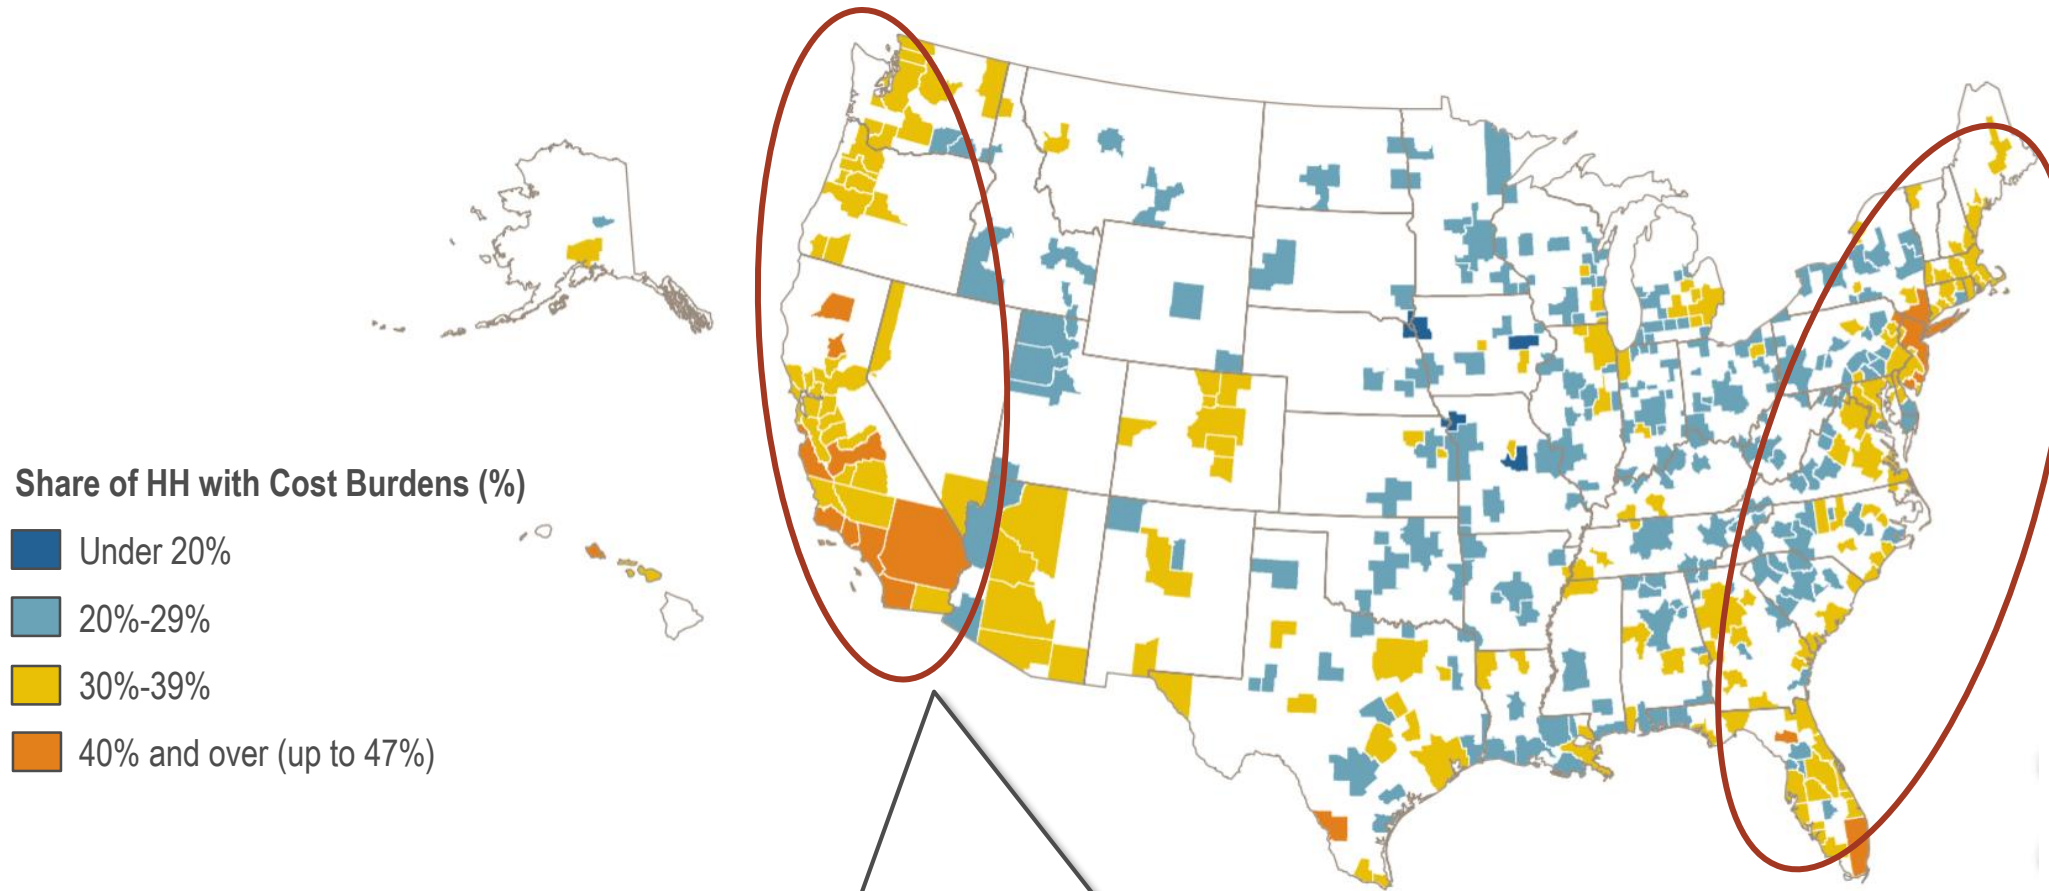 Share of HH with Cost Burdens (%)
Under 20%
20%-29%
30%-39%
40% and over (up to 47%)